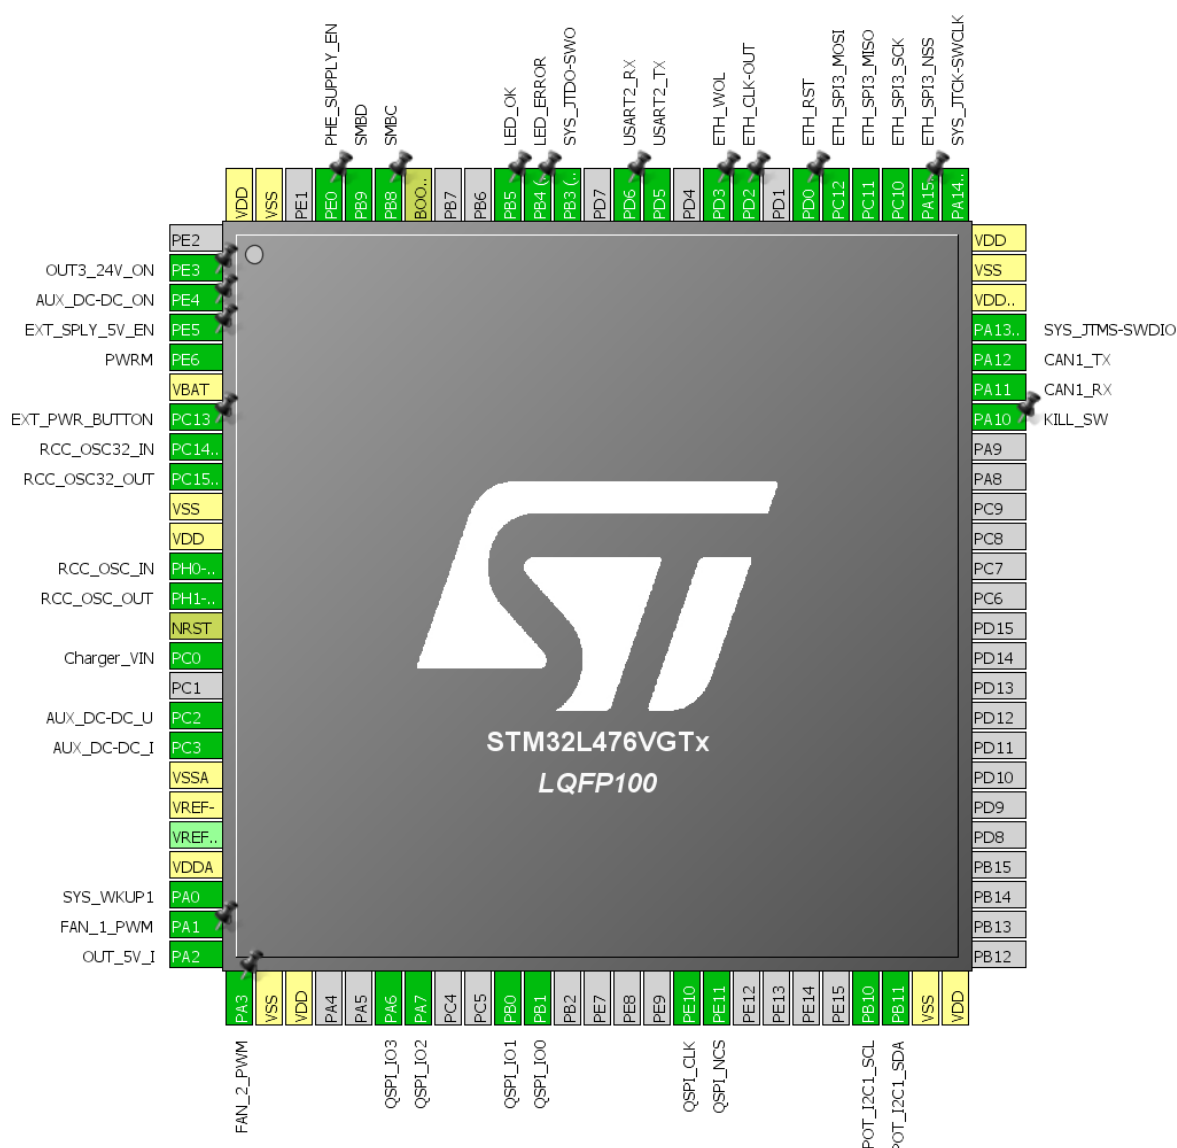 PHE_SUPPLY_EN
SMBD
SMBC
LED_OK
LED_ERROR
SYS_JTDO-SWO
USART2_RX
USART2_TX
ETH_WOL
ETH_CLK-OUT
ETH_RST
ETH_SPI3_MOSI
ETH_SPI3_MISO
ETH_SPI3_SCK
ETH_SPI3_NSS
SYS_JTCK-SWCLK
VDD
VSS
PE1
PE0
PB9
PB8
BOO..
PB7
PB6
PB5
PB4 (..
PB3 (..
PD7
PD6
PD5
PD4
PD3
PD2
PD1
PD0
PC12
PC11
PC10
PA15..
PA14..
PE2
OUT3_24V_ON PE3
AUX_DC-DC_ON PE4
EXT_SPLY_5V_EN PE5
PWRM PE6
VBAT
EXT_PWR_BUTTON PC13..
RCC_OSC32_IN PC14..
RCC_OSC32_OUT PC15..
VSS
VDD
RCC_OSC_IN PH0-..
RCC_OSC_OUT PH1-..
NRST
Charger_VIN PC0
PC1
AUX_DC-DC_U PC2
AUX_DC-DC_I PC3
VSSA
VREF-
VREF..
VDDA
SYS_WKUP1 PA0
FAN_1_PWM PA1
OUT_5V_I PA2
STM32L476VGTx
LQFP100
VDD
VSS
VDD..
PA13.. SYS_JTMS-SWDIO
PA12 CAN1_TX
PA11 CAN1_RX
PA10 KILL_SW
PA9
PA8
PC9
PC8
PC7
PC6
PD15
PD14
PD13
PD12
PD11
PD10
PD9
PD8
PB15
PB14
PB13
PB12
PA3
VSS
VDD
PA4
PA5
PA6
PA7
PC4
PC5
PB0
PB1
PB2
PE7
PE8
PE9
PE10
PE11
PE12
PE13
PE14
PE15
PB10
PB11
VSS
VDD
FAN_2_PWM
QSPI_IO3
QSPI_IO2
QSPI_IO1
QSPI_IO0
QSPI_CLK
QSPI_NCS
POT_I2C1_SCL
POT_I2C1_SDA